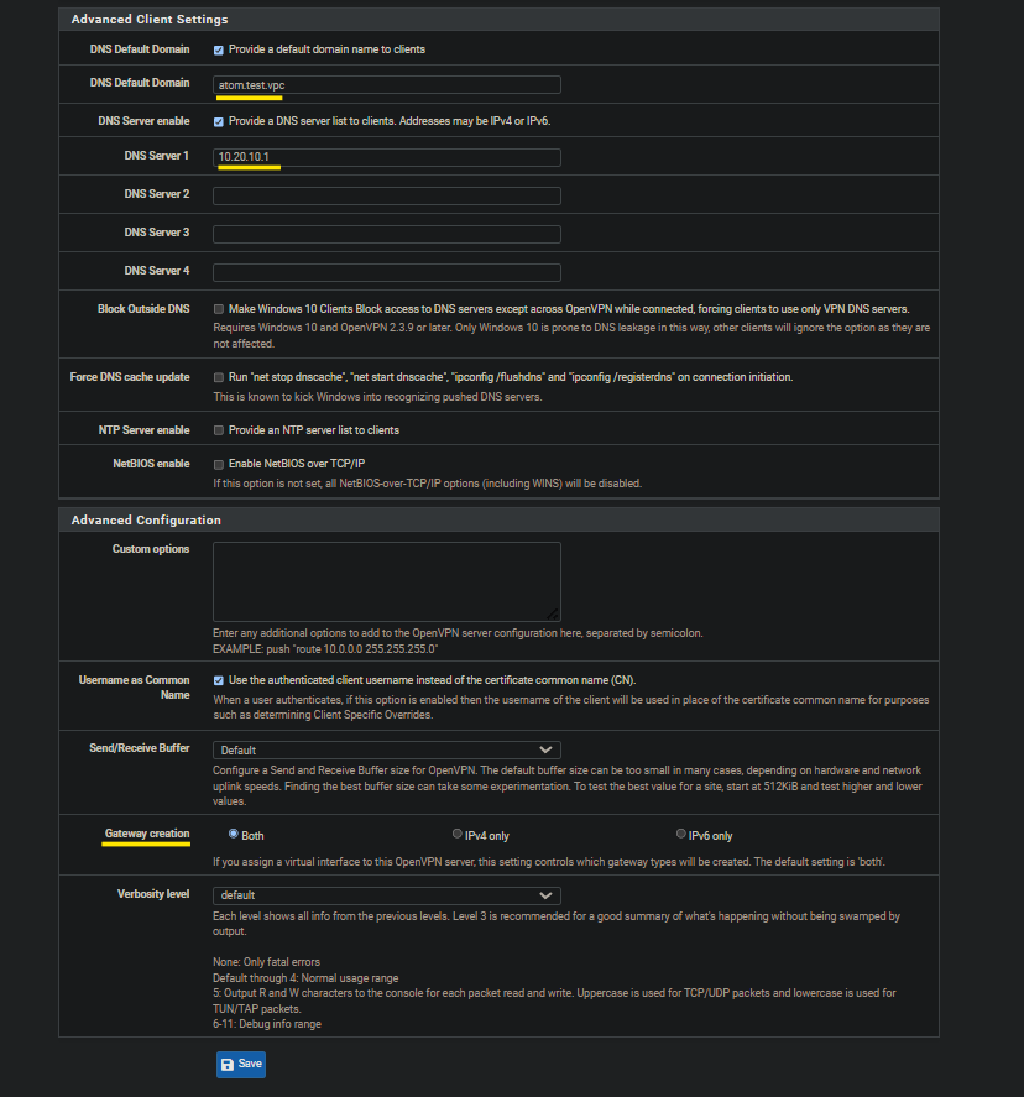 Advanced Client Settings
DNS Default Domain
Provide a default domain name to clients
DNS Default Domain
atom.test.vpc
DNS Server enable
Provide a DNS server list to clients. Addresses may be IPv4 or IPv6.
DNS Server 1
10.20.10.1
DNS Server 2
DNS Server 3
DNS Server 4
Block Outside DNS
Make Windows 10 Clients Block access to DNS servers except across OpenVPN while connected, forcing clients to use only VPN DNS servers.
Requires Windows 10 and OpenVPN 2.3.9 or later. Only Windows 10 is prone to DNS leakage in this way, other clients will ignore the option as they are
not affected.
Force DNS cache update
Run "net stop dnscache", "net start dnscache", "ipconfig /flushdns" and "ipconfig /registerdns" on connection initiation.
This is known to kick Windows into recognizing pushed DNS servers.
NTP Server enable
Provide an NTP server list to clients
NetBIOS enable
Enable NetBIOS over TCP/IP
If this option is not set, all NetBIOS-over-TCP/IP options (including WINS) will be disabled.
Advanced Configuration
Custom options
Enter any additional options to add to the OpenVPN server configuration here, separated by semicolon.
EXAMPLE: push "route 10.0.0.0 255.255.255.0"
Username as Common
Name
Use the authenticated client username instead of the certificate common name (CN).
When a user authenticates, if this option is enabled then the username of the client will be used in place of the certificate common name for purposes
such as determining Client Specific Overrides.
Send/Receive Buffer
Default
Configure a Send and Receive Buffer size for OpenVPN. The default buffer size can be too small in many cases, depending on hardware and network
uplink speeds. Finding the best buffer size can take some experimentation. To test the best value for a site, start at 512KiB and test higher and lower
values.
Gateway creation
Both
IPv4 only
IPv6 only
If you assign a virtual interface to this OpenVPN server, this setting controls which gateway types will be created. The default setting is 'both'.
Verbosity level
default
Each level shows all info from the previous levels. Level 3 is recommended for a good summary of what's happening without being swamped by
output.
None: Only fatal errors
Default through 4: Normal usage range
5: Output R and W characters to the console for each packet read and write. Uppercase is used for TCP/UDP packets and lowercase is used for
TUN/TAP packets.
6-11: Debug info range
Save